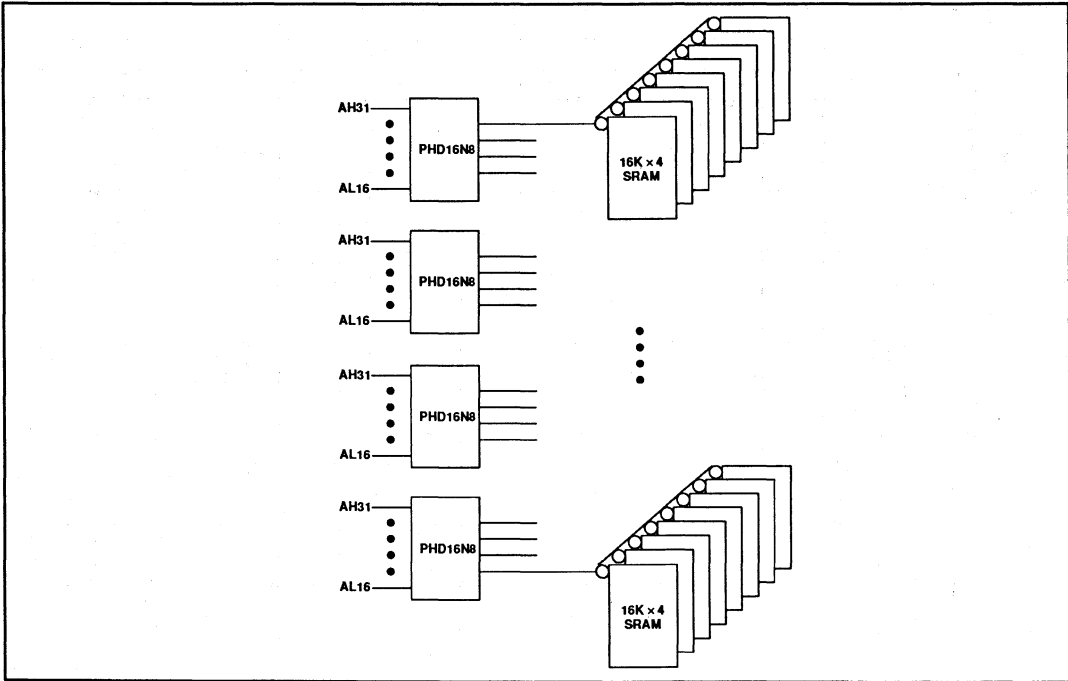 AH31
PHD16N8
AL16
16K × 4
SRAM
AH31
PHD16N8
AL16
AH31
PHD16N8
AL16
AH31
PHD16N8
AL16
16K × 4
SRAM